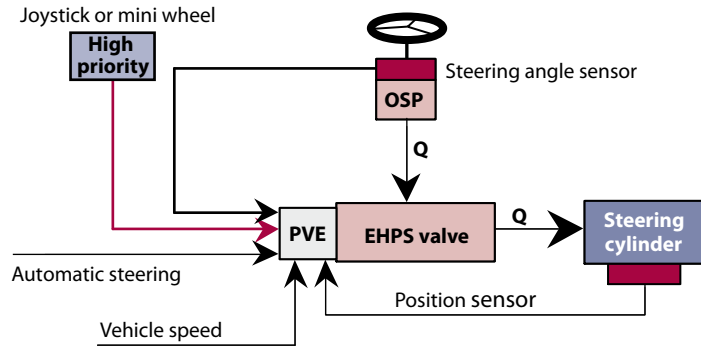 Joystick or mini wheel
High
priority
Steering angle sensor
OSP
Q
PVE
EHPS valve
Q
Steering
cylinder
Automatic steering
Position sensor
Vehicle speed